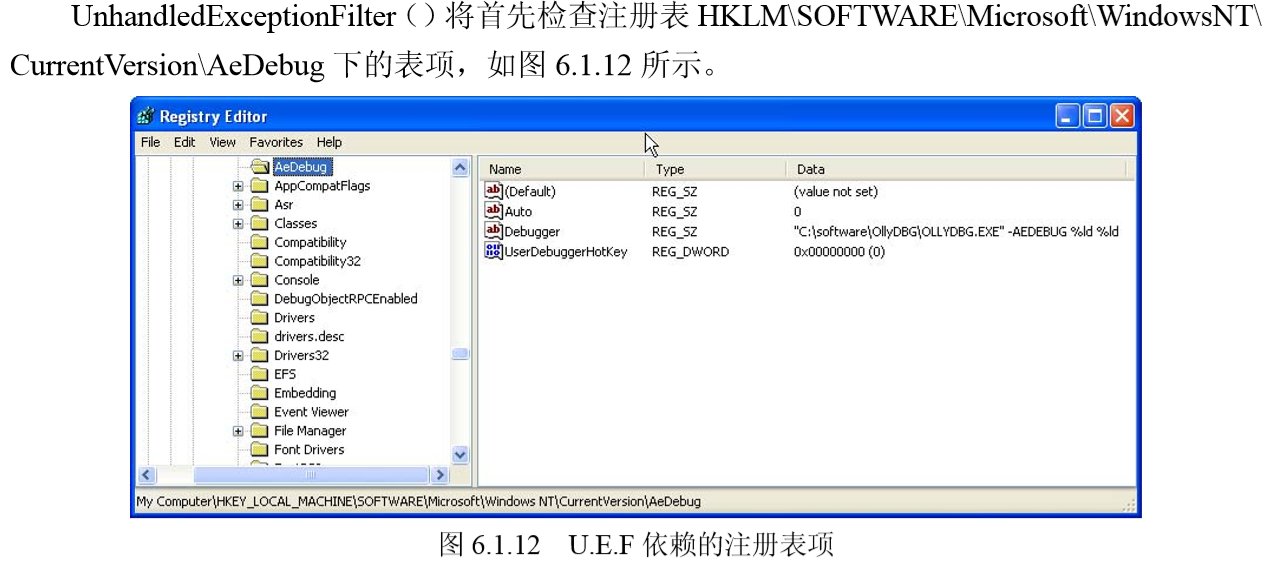 UnhandledExceptionFilter（）将首先检查注册表 HKLM\SOFTWARE\Microsoft\WindowsNT\
CurrentVersion\AeDebug 下的表项，如图 6.1.12 所示。
Registry Editor
File Edit View Favorites Help
AeDebug
AppCompatFlags
Asr
Classes
Compatibility
Compatibility32
Console
DebugObjectRPCEnabled
Drivers
drivers.desc
Drivers32
EFS
Embedding
Event Viewer
File Manager
Font Drivers
Name Type Data
(Default) REG_SZ (value not set)
Auto REG_SZ 0
Debugger REG_SZ "C:\software\OllyDBG\OLLYDBG.EXE" -AEDEBUG %ld %ld
UserDebuggerHotKey REG_DWORD 0x00000000 (0)
My Computer\HKEY_LOCAL_MACHINE\SOFTWARE\Microsoft\Windows NT\CurrentVersion\AeDebug
图 6.1.12 U.E.F 依赖的注册表项